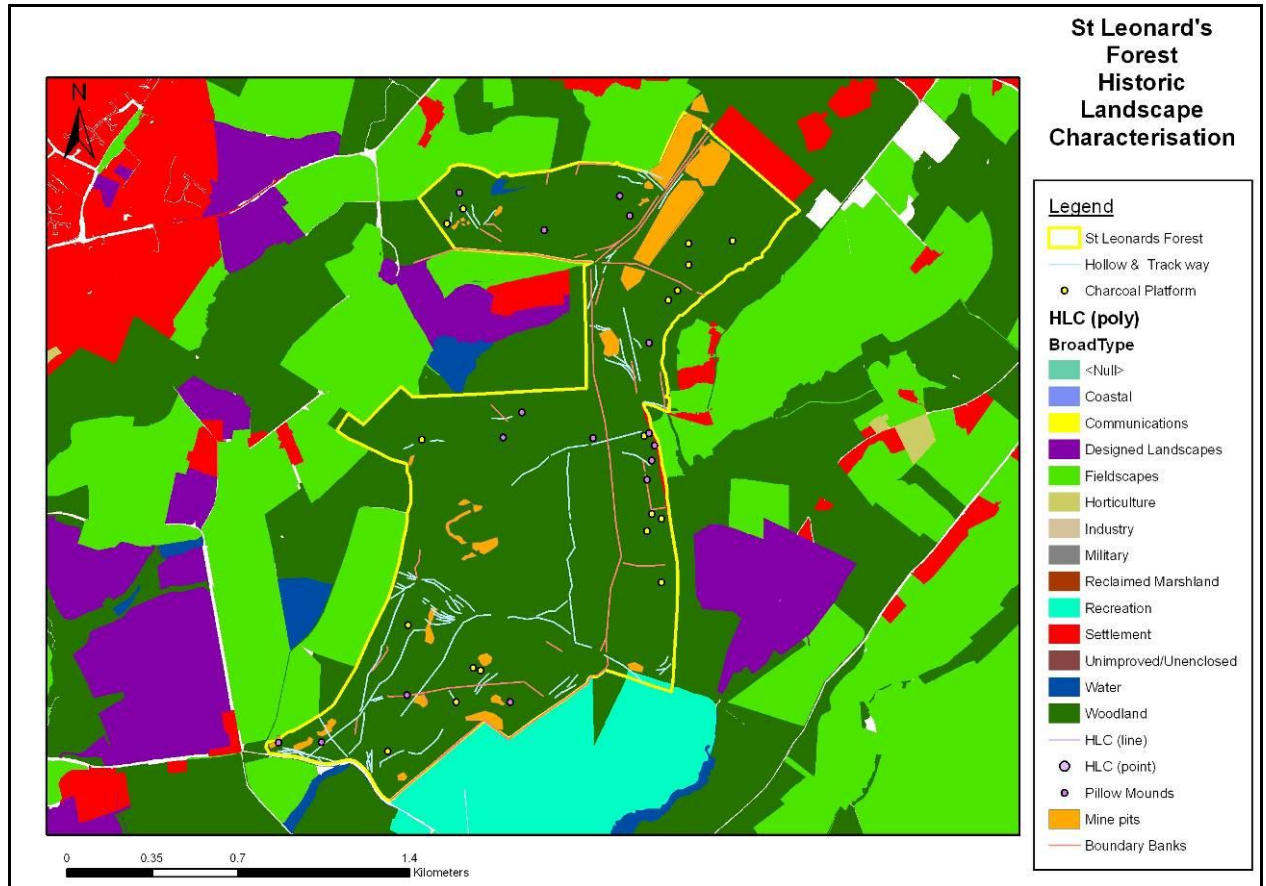 St Leonard's
Forest
Historic
Landscape
Characterisation
N
Legend
St Leonards Forest
Hollow & Track way
Charcoal Platform
HLC (poly)
BroadType
<Null>
Coastal
Communications
Designed Landscapes
Fieldscapes
Horticulture
Industry
Military
Reclaimed Marshland
Recreation
Settlement
Unimproved/Unenclosed
Water
Woodland
HLC (line)
HLC (point)
Pillow Mounds
Mine pits
Boundary Banks
0 0.35 0.7 1.4
Kilometers